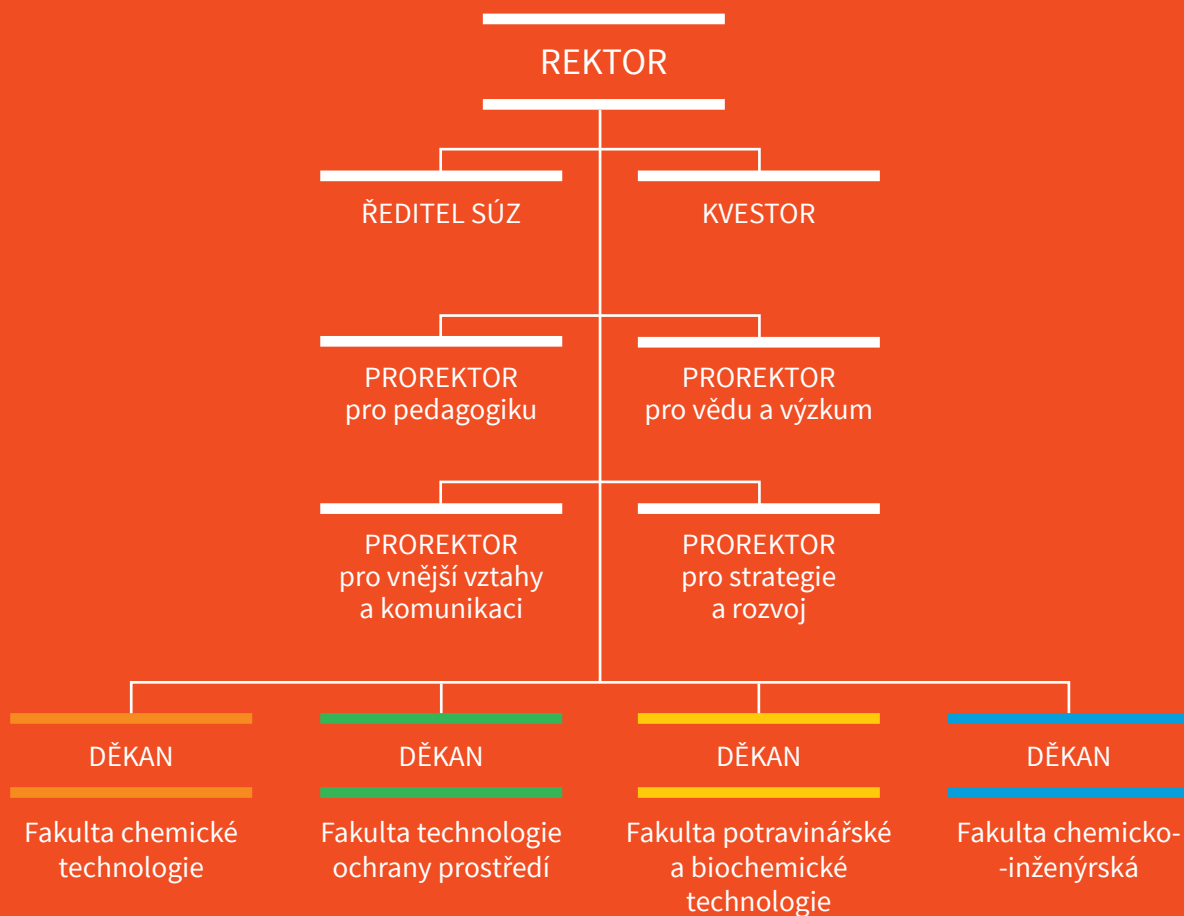 REKTOR
ŘEDITEL SÚZ
KVESTOR
PROREKTOR
pro pedagogiku
PROREKTOR
pro vědu a výzkum
PROREKTOR
pro vnější vztahy
a komunikaci
PROREKTOR
pro strategie
a rozvoj
DĚKAN
Fakulta chemické
technologie
DĚKAN
Fakulta technologie
ochrany prostředí
DĚKAN
Fakulta potravinářské
a biochemické
technologie
DĚKAN
Fakulta chemicko-
-inženýrská